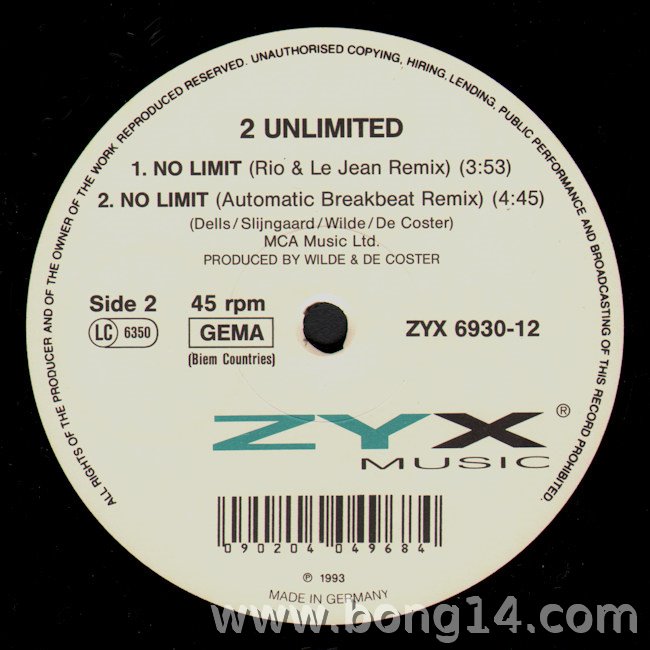 ALL RIGHTS OF THE PRODUCER AND OF THE OWNER OF THE WORK REPRODUCED RESERVED. UNAUTHORISED COPYING, HIRING, LENDING, PUBLIC PERFORMANCE AND BROADCASTING OF THIS RECORD PROHIBITED.
2 UNLIMITED
1. NO LIMIT (Rio & Le Jean Remix) (3:53)
2. NO LIMIT (Automatic Breakbeat Remix) (4:45)
(Dells/Slijngaard/Wilde/De Coster)
MCA Music Ltd.
PRODUCED BY WILDE & DE COSTER
Side 2 45 rpm
LC 6350 GEMA ZYX 6930-12
(Biem Countries)
ZYX ®
MUSIC
090204 049684
℗ 1993
MADE IN GERMANY
www.bong14.com